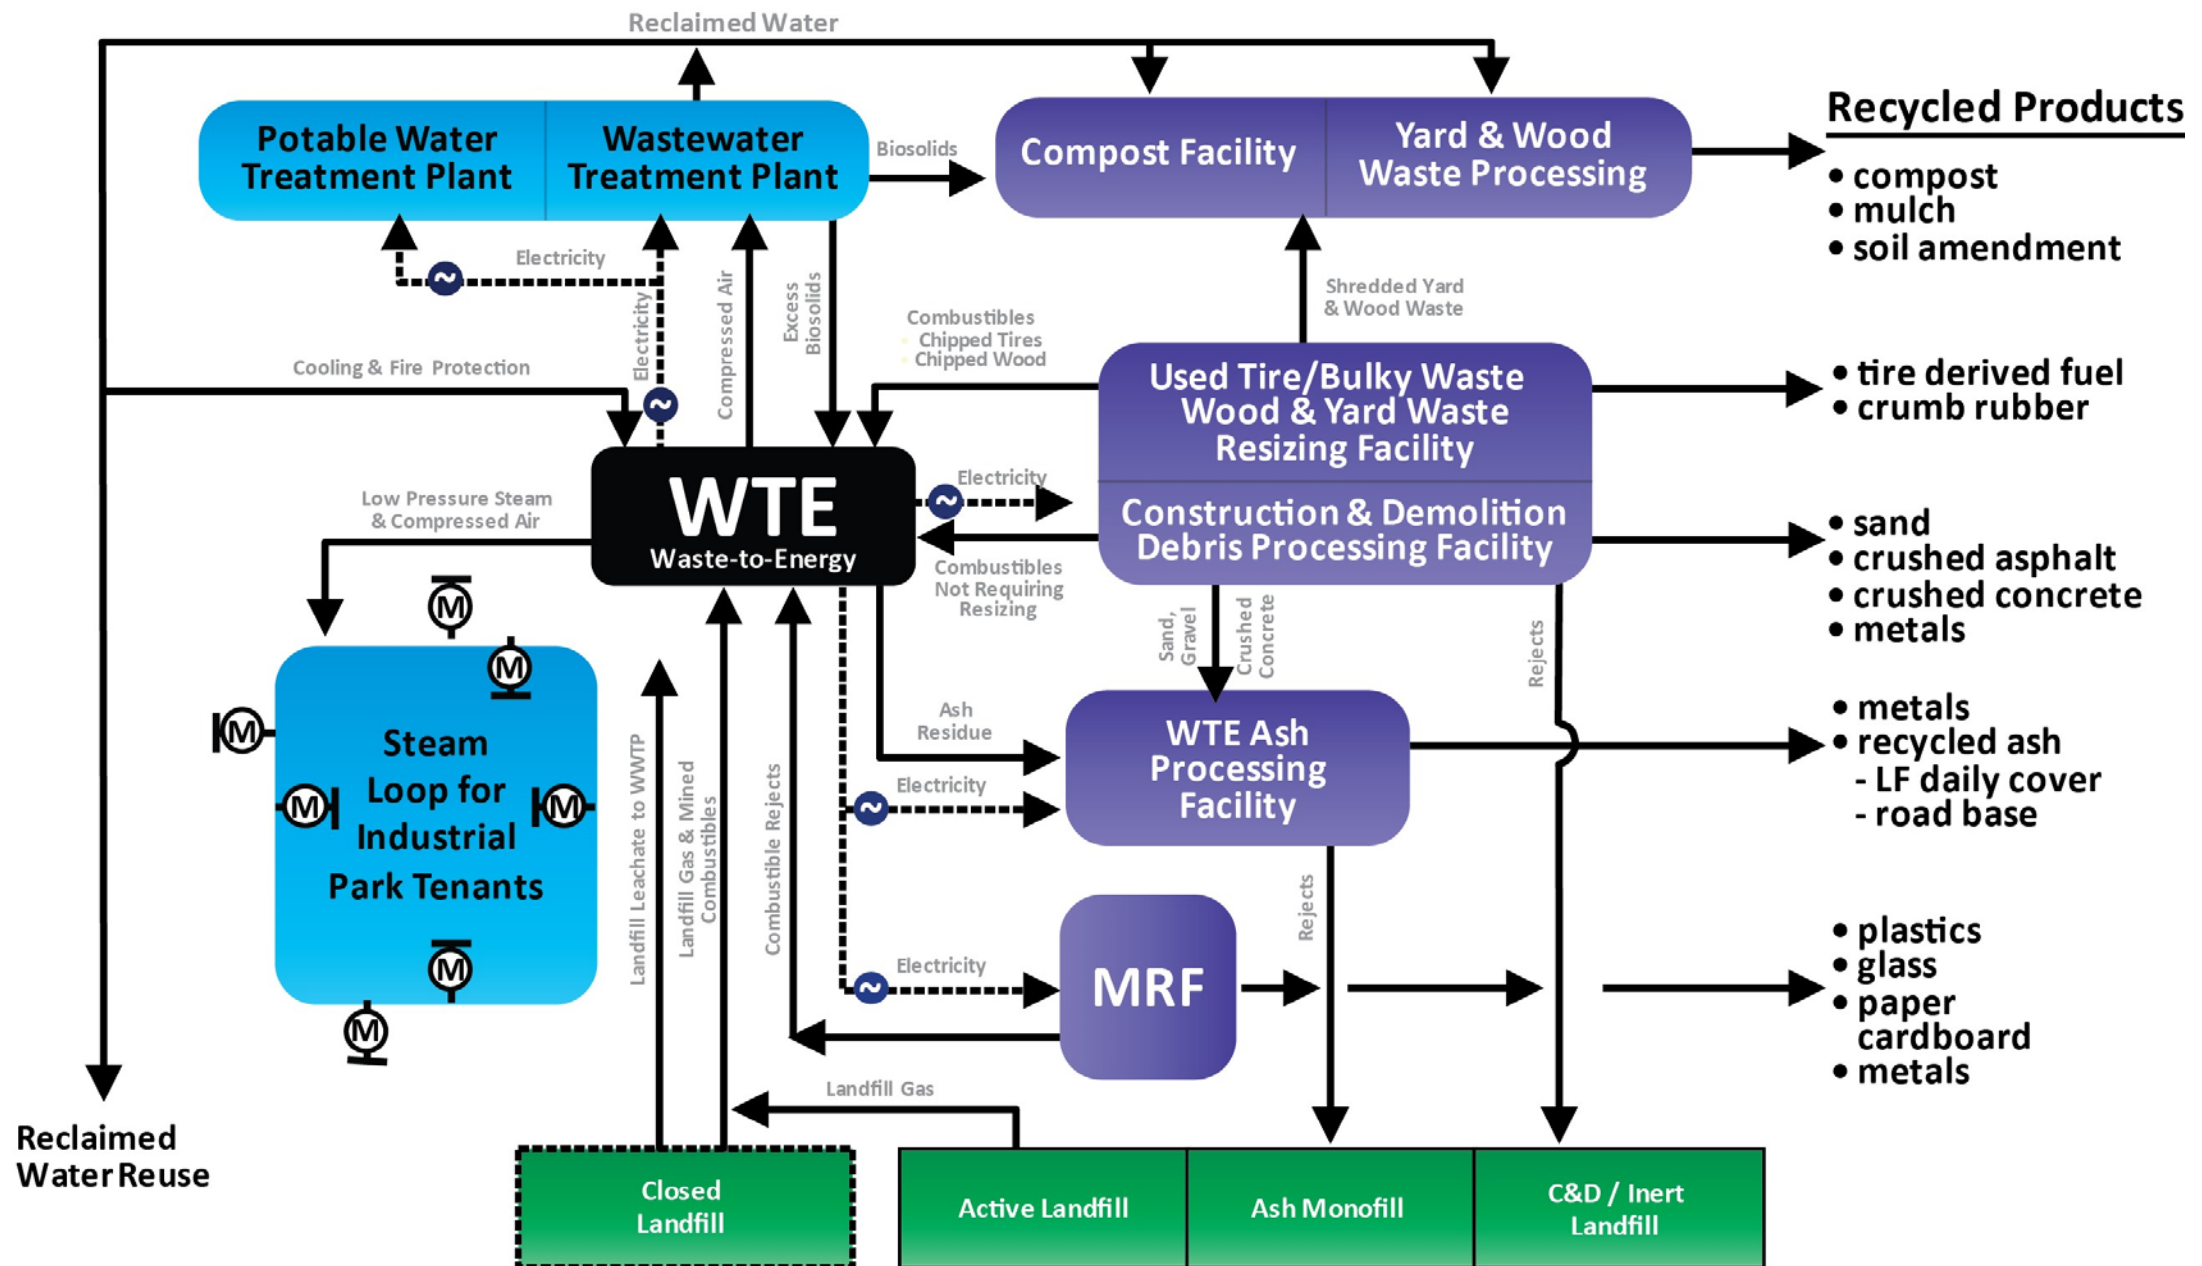 Reclaimed Water
Potable Water
Treatment Plant
Wastewater
Treatment Plant
Biosolids
Compost Facility
Yard & Wood
Waste Processing
Recycled Products
• compost
• mulch
• soil amendment
Electricity
~
Electricity
~
Compressed Air
Excess
Biosolids
Combustibles
• Chipped Tires
• Chipped Wood
Shredded Yard
& Wood Waste
Cooling & Fire Protection
Used Tire/Bulky Waste
Wood & Yard Waste
Resizing Facility
• tire derived fuel
• crumb rubber
WTE
Waste-to-Energy
Electricity
~
Low Pressure Steam
& Compressed Air
Construction & Demolition
Debris Processing Facility
• sand
• crushed asphalt
• crushed concrete
• metals
Combustibles
Not Requiring
Resizing
Sand,
Gravel
Crushed
Concrete
Rejects
M
M
M
M
M
M
M
Steam
Loop for
Industrial
Park Tenants
Landfill Leachate to WWTP
Landfill Gas & Mined
Combustibles
Combustible Rejects
Ash
Residue
Electricity
~
WTE Ash
Processing
Facility
• metals
• recycled ash
- LF daily cover
- road base
Rejects
Electricity
~
MRF
• plastics
• glass
• paper
cardboard
• metals
Landfill Gas
Reclaimed
Water Reuse
Closed
Landfill
Active Landfill
Ash Monofill
C&D / Inert
Landfill